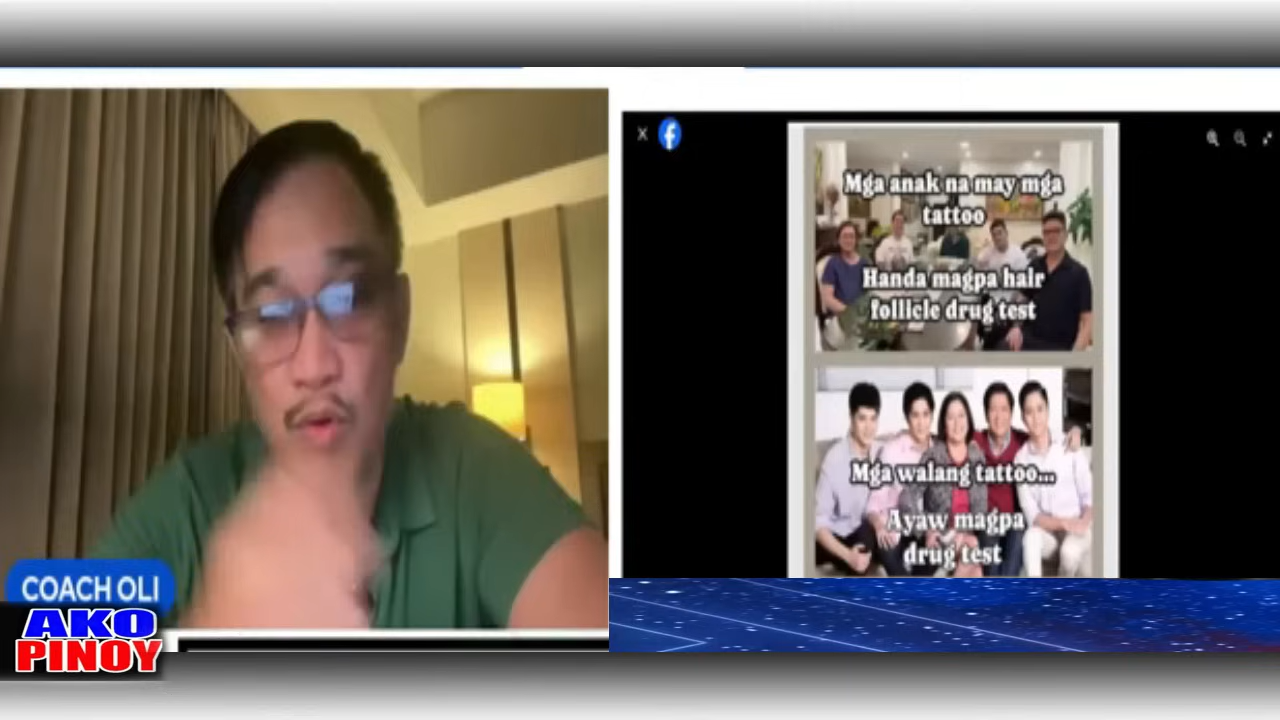 COACH OLI
AKO
PINOY
Mga anak na may mga
tattoo
Handa magpa hair
follicle drug test
Mga walang tattoo...
Ayaw magpa
drug test